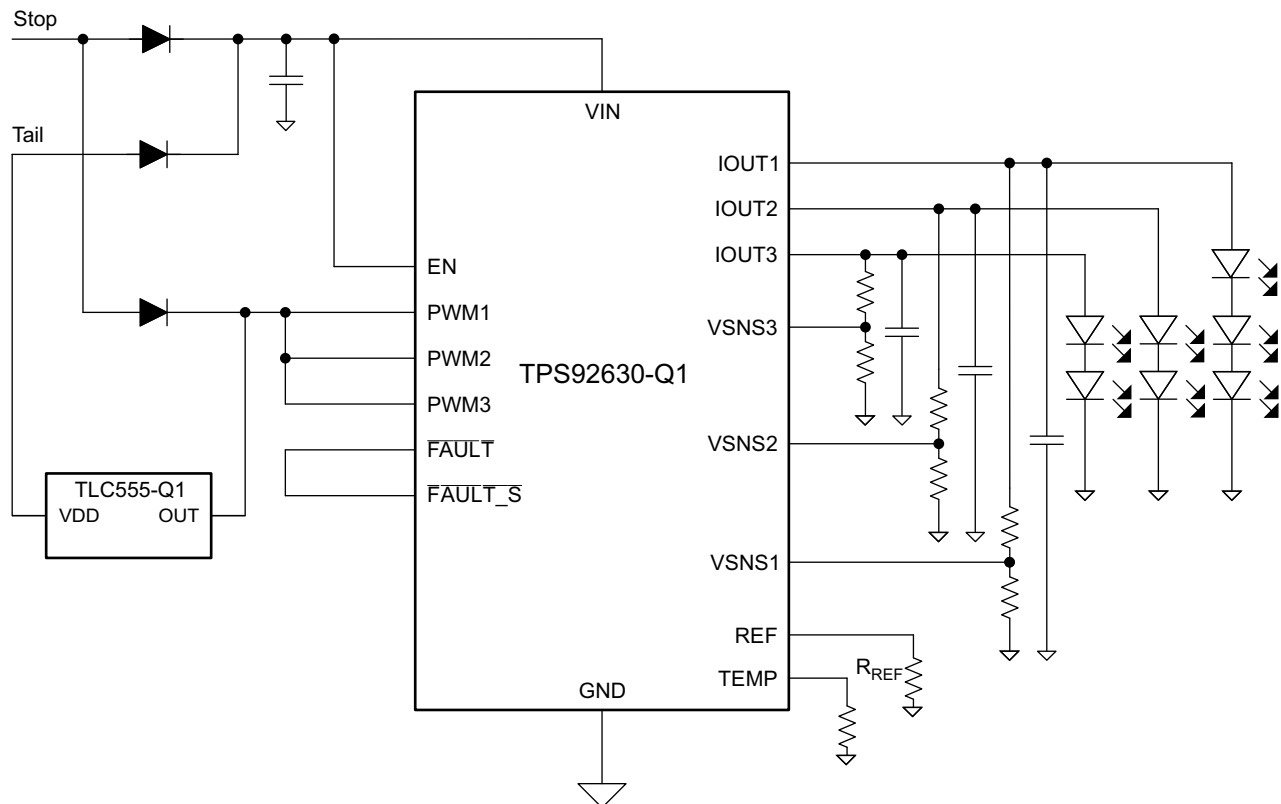 Stop
VIN
Tail
IOUT1
IOUT2
IOUT3
EN
PWM1
VSNS3
PWM2
TPS92630-Q1
PWM3
FAULT
VSNS2
FAULT_S
TLC555-Q1
VDD OUT
VSNS1
REF
RREF
TEMP
GND